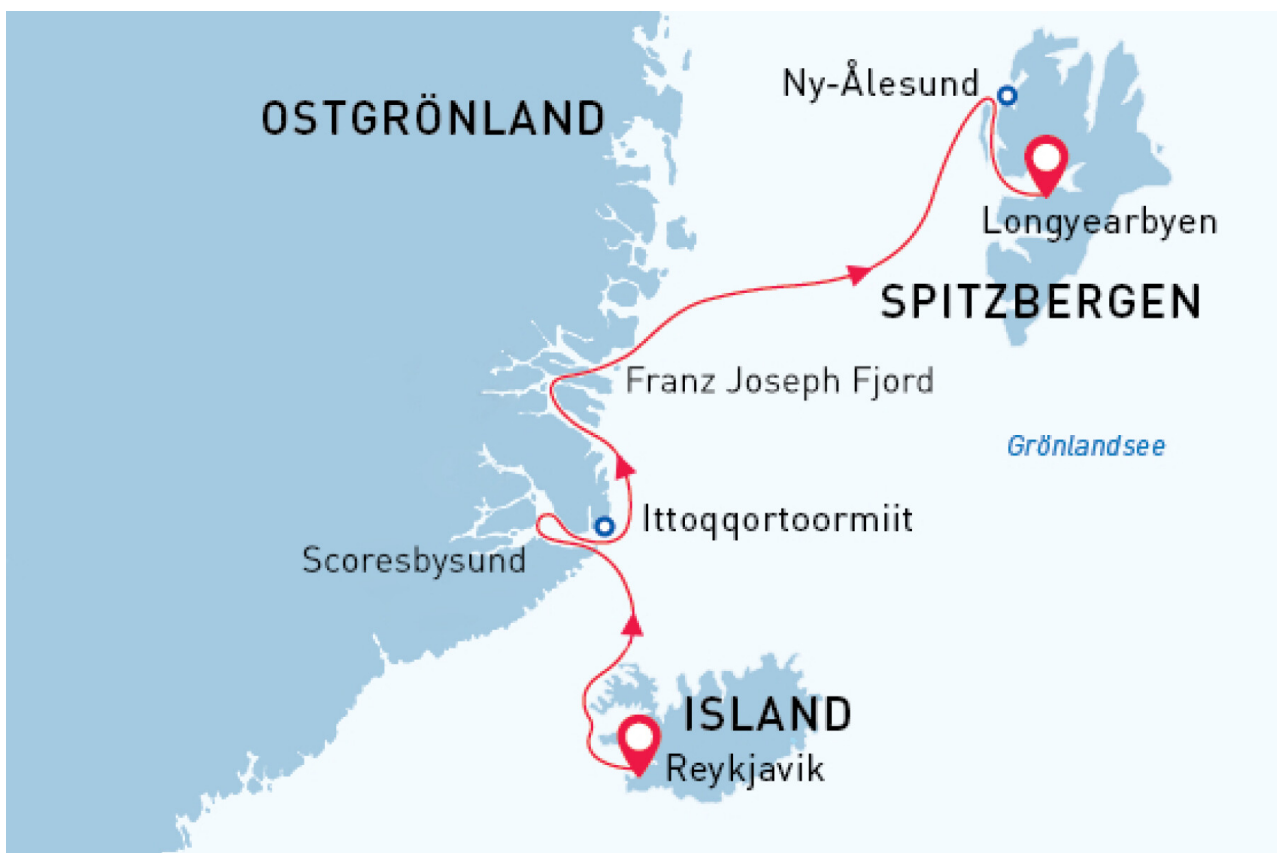 Ny-Ålesund
OSTGRÖNLAND
Longyearbyen
SPITZBERGEN
Franz Joseph Fjord
Grönlandsee
Ittoqqortoormiit
Scoresbysund
ISLAND
Reykjavik